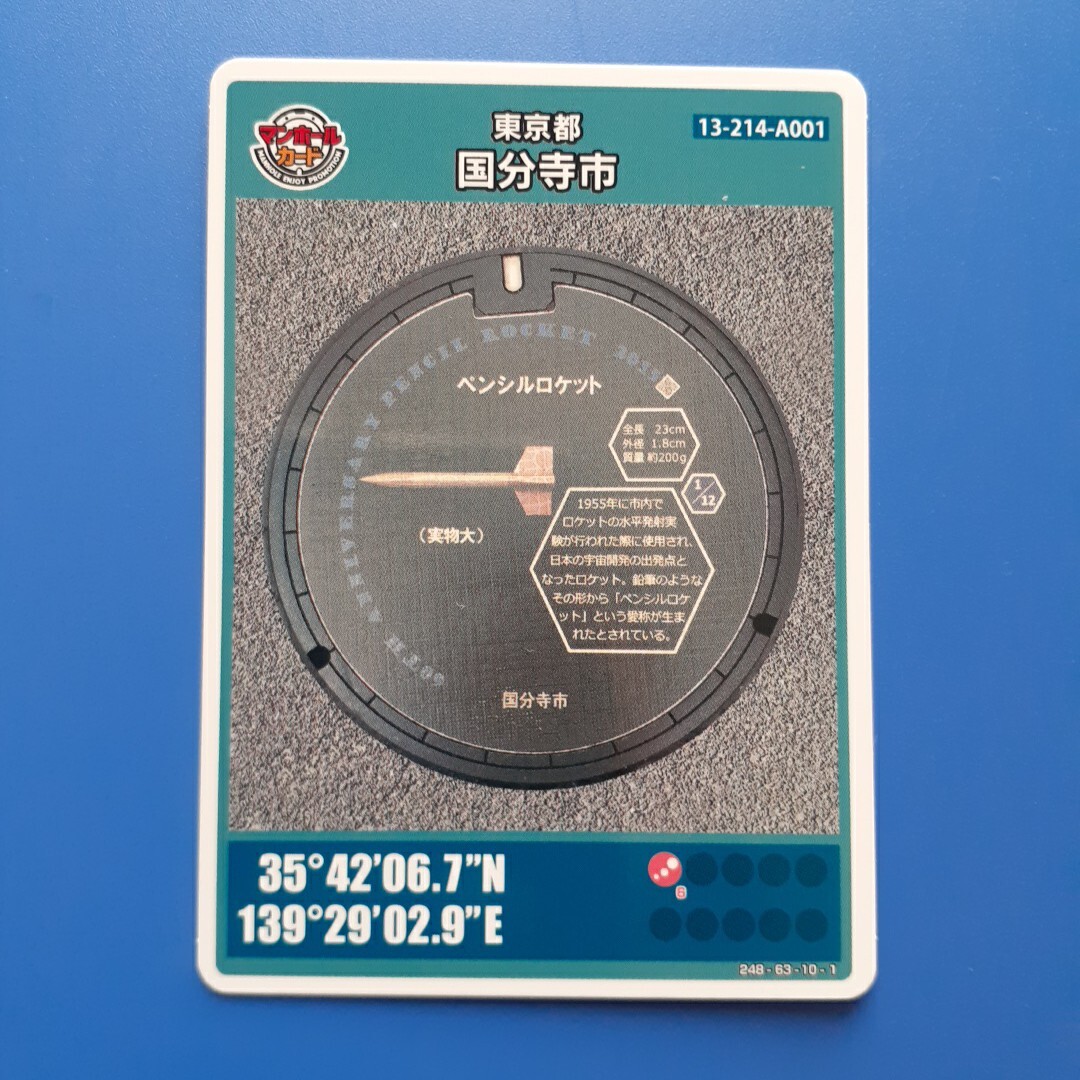 マンホール
カード
MANHOLE ENJOY PROMOTION
東京都
国分寺市
13-214-A001
60TH ANNIVERSARY PENCIL ROCKET 2015
ペンシルロケット
全長 23cm
外径 1.8cm
質量 約200g
1/12
(実物大)
1955年に市内で
ロケットの水平発射実
験が行われた際に使用され、
日本の宇宙開発の出発点と
なったロケット。鉛筆のような
その形から「ペンシルロケ
ット」という愛称が生ま
れたとされている。
国分寺市
35°42'06.7"N
139°29'02.9"E
6
248-63-10-1